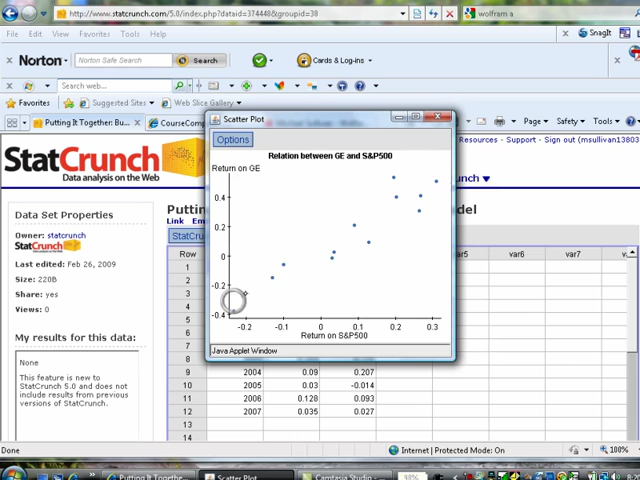 http://www.statcrunch.com/5.0/index.php?dataid=374448&groupid=38
wolfram a
File Edit View Favorites Tools Help
SnagIt
Norton Norton Safe Search Search Cards & Log-ins
Search web...
Favorites Suggested Sites Web Slice Gallery
Putting It Together: Bu... CourseComp
Page Safety Tools
StatCrunch
Data analysis on the Web
Resources - Support - Sign out (msullivan13803
Data Set Properties
Owner: statcrunch
StatCrunch
Last edited: Feb 26, 2009
Size: 220B
Share: yes
Views: 0
My results for this data:
None
This feature is new to
StatCrunch 5.0 and does not
include results from previous
versions of StatCrunch.
Putti
Link Em
StatCru
Row var5 var6 var7
1
2
3
4
5
6
7
8
9 2004 0.09 0.207
10 2005 0.03 -0.014
11 2006 0.128 0.093
12 2007 0.035 0.027
13
14
Scatter Plot
Options
Relation between GE and S&P500
Return on GE
0.4
0.2
0
-0.2
-0.4
-0.2 -0.1 0 0.1 0.2 0.3
Return on S&P500
Java Applet Window
Done
Internet | Protected Mode: On
100%
Putting It Together... Scatter Plot Camtasia Studio - 98%